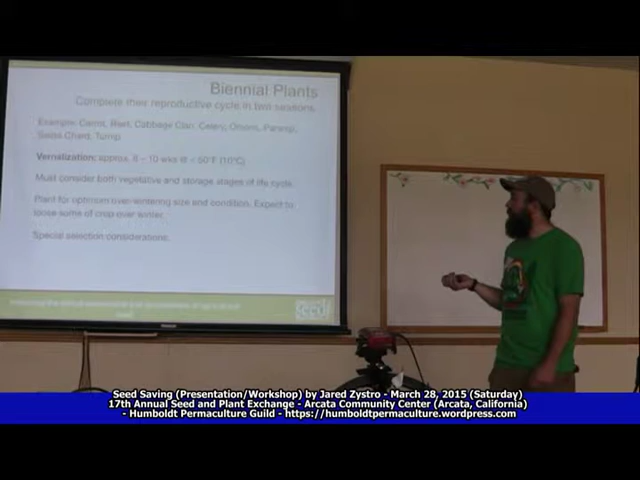 Biennial Plants
Complete their reproductive cycle in two seasons.
Example: Carrot, Beet, Cabbage Clan, Celery, Onions, Parsnip,
Swiss Chard, Turnip
Vernalization: approx. 8 – 10 wks @ < 50°F (10°C)
Must consider both vegetative and storage stages of life cycle.
Plant for optimum over-wintering size and condition. Expect to
loose some of crop over winter.
Special selection considerations.
seed
Seed Saving (Presentation/Workshop) by Jared Zystro - March 28, 2015 (Saturday)
17th Annual Seed and Plant Exchange - Arcata Community Center (Arcata, California)
- Humboldt Permaculture Guild - https://humboldtpermaculture.wordpress.com